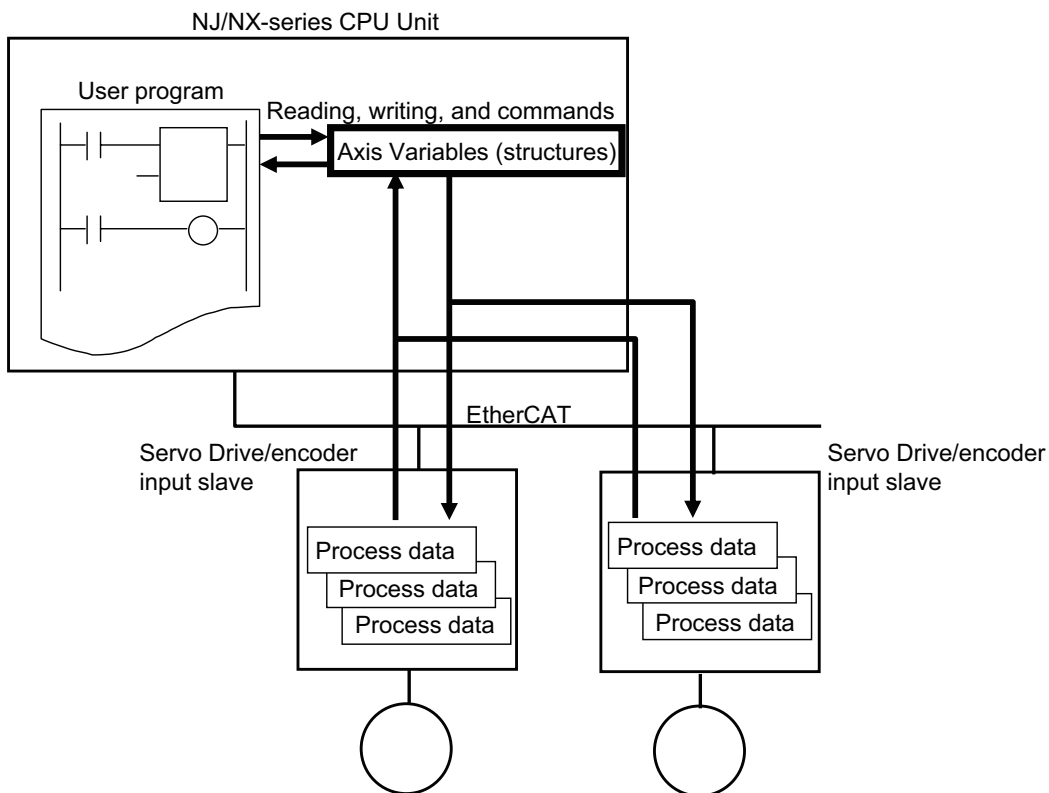 NJ/NX-series CPU Unit
User program
Reading, writing, and commands
Axis Variables (structures)
EtherCAT
Servo Drive/encoder
input slave
Servo Drive/encoder
input slave
Process data
Process data
Process data
Process data
Process data
Process data